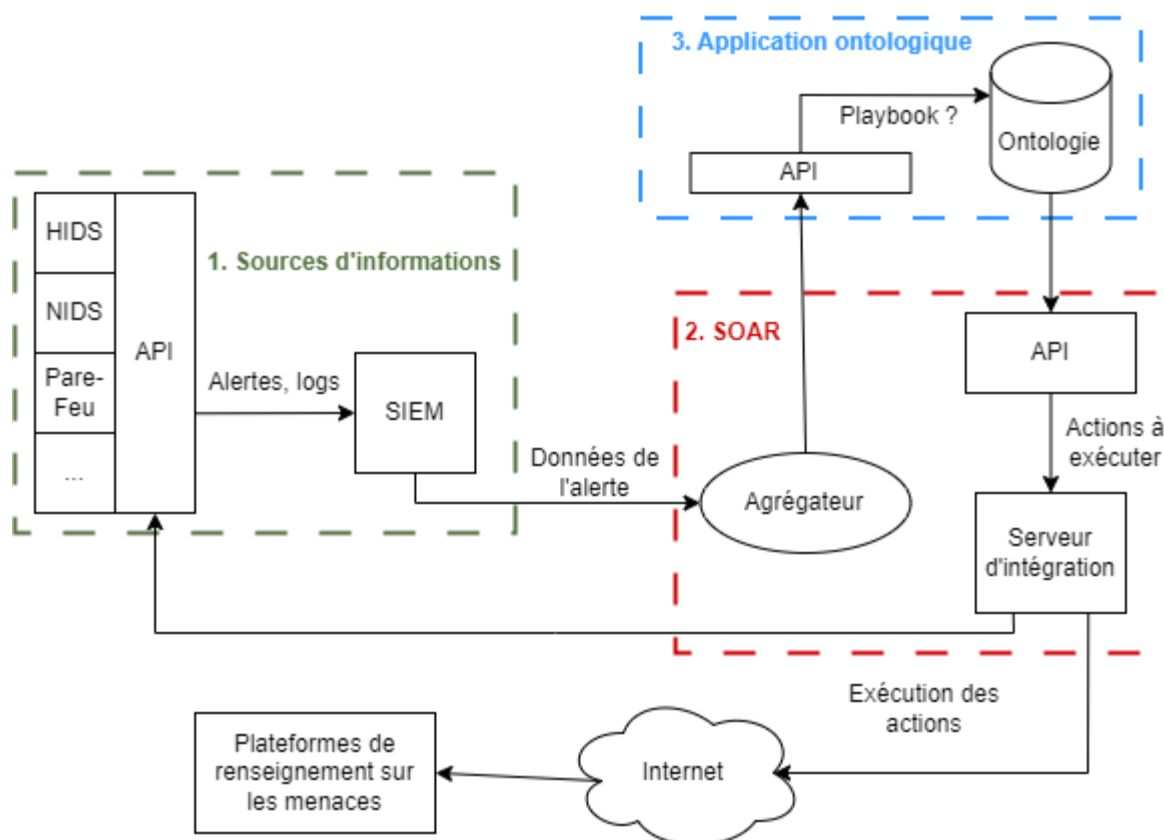 3. Application ontologique
Playbook ?
Ontologie
API
HIDS
NIDS
Pare-
Feu
...
API
1. Sources d'informations
Alertes, logs
SIEM
Données de
l'alerte
2. SOAR
API
Actions à
exécuter
Agrégateur
Serveur
d'intégration
Exécution des
actions
Internet
Plateformes de
renseignement sur
les menaces